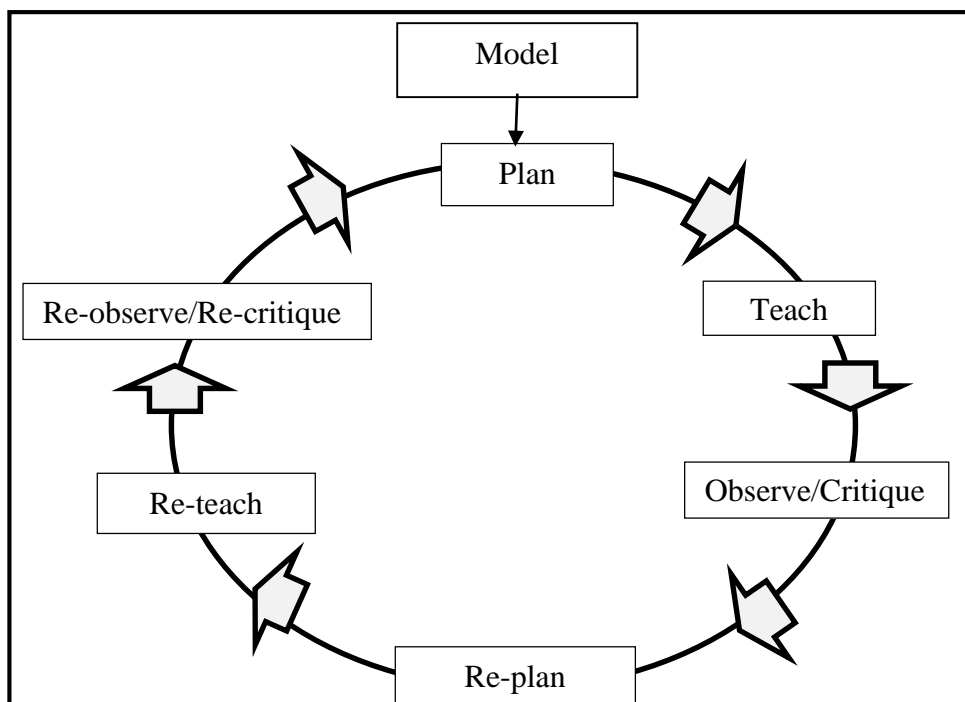 Model
Plan
Teach
Observe/Critique
Re-plan
Re-teach
Re-observe/Re-critique